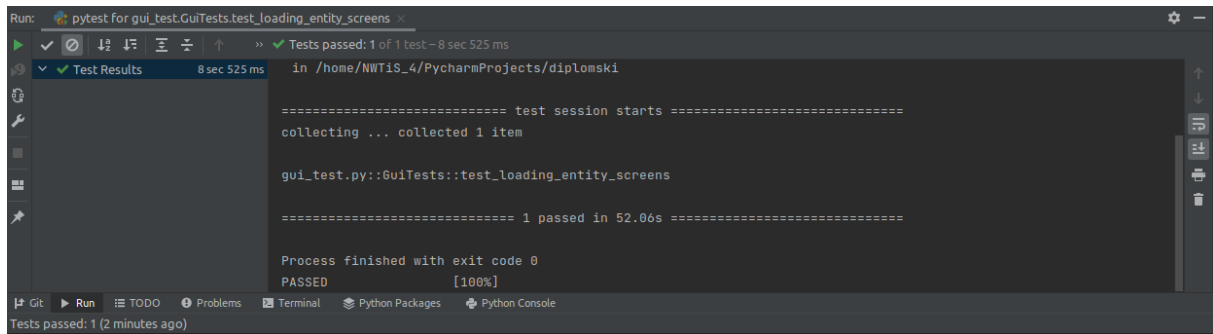 Run: pytest for gui_test.GuiTests.test_loading_entity_screens ×
» Tests passed: 1 of 1 test – 8 sec 525 ms
Test Results 8 sec 525 ms
in /home/NWTiS_4/PycharmProjects/diplomski
============================= test session starts ==============================
collecting ... collected 1 item
gui_test.py::GuiTests::test_loading_entity_screens
============================== 1 passed in 52.06s ==============================
Process finished with exit code 0
PASSED [100%]
Git Run TODO Problems Terminal Python Packages Python Console
Tests passed: 1 (2 minutes ago)